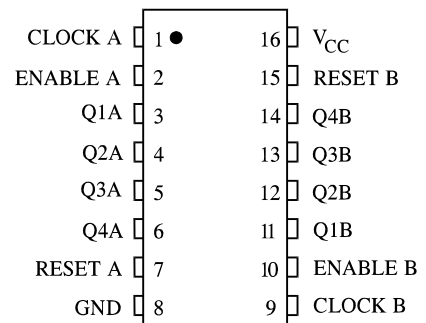 CLOCK A 1 16 VCC
ENABLE A 2 15 RESET B
Q1A 3 14 Q4B
Q2A 4 13 Q3B
Q3A 5 12 Q2B
Q4A 6 11 Q1B
RESET A 7 10 ENABLE B
GND 8 9 CLOCK B